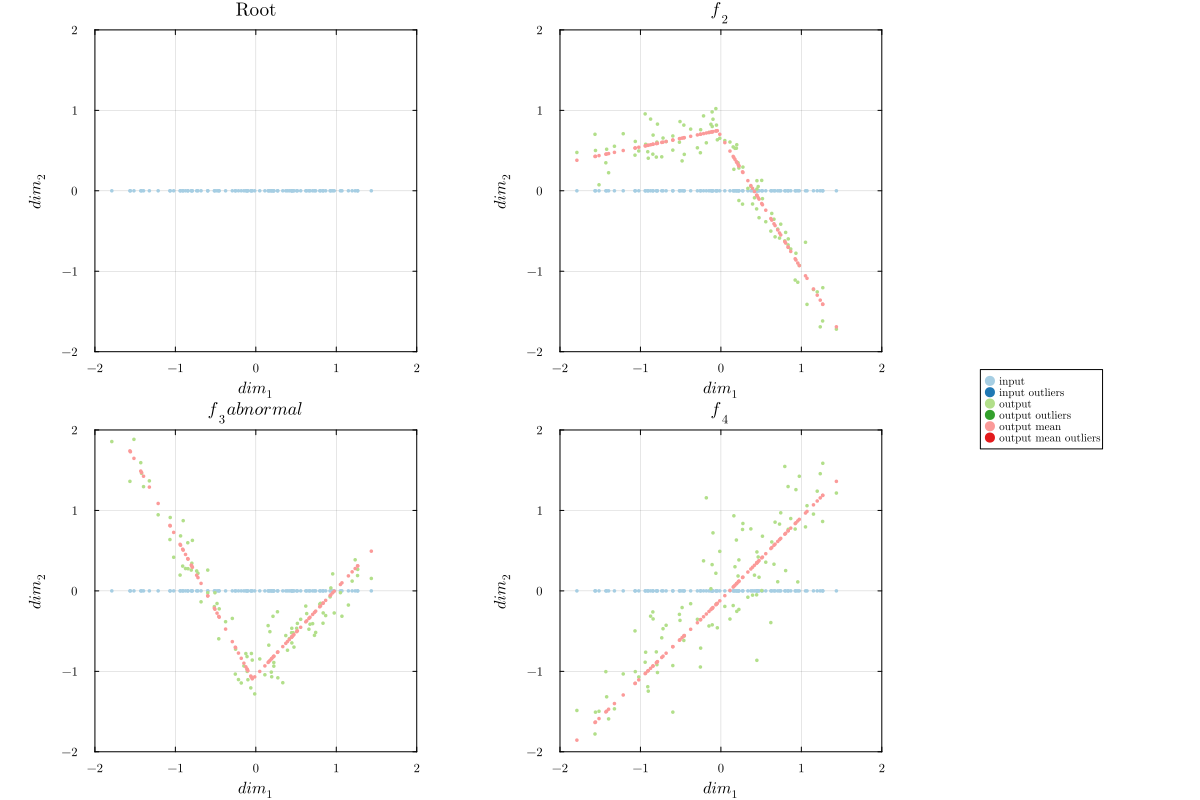 Root
2
1
0
−1
−2
−2 −1 0 1 2
dim₁
dim₂
f₂
2
1
0
−1
−2
−2 −1 0 1 2
dim₁
dim₂
f₃abnormal
2
1
0
−1
−2
−2 −1 0 1 2
dim₁
dim₂
f₄
2
1
0
−1
−2
−2 −1 0 1 2
dim₁
dim₂
input
input outliers
output
output outliers
output mean
output mean outliers